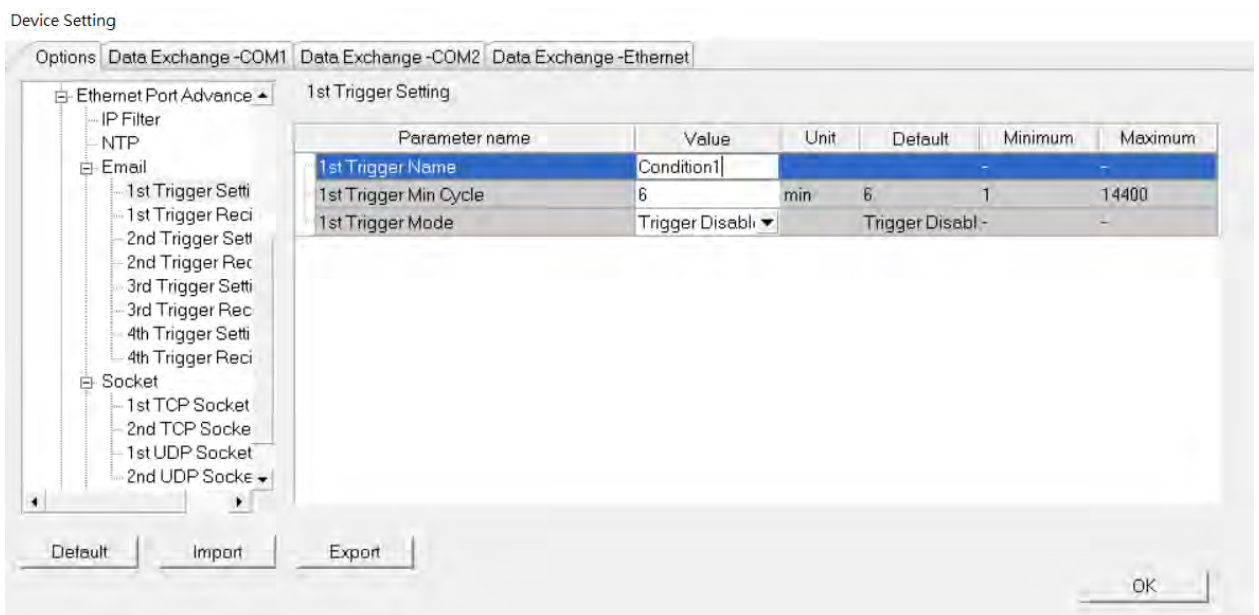 Device Setting
Options Data Exchange -COM1 Data Exchange -COM2 Data Exchange -Ethernet
Ethernet Port Advance
IP Filter
NTP
Email
1st Trigger Setti
1st Trigger Reci
2nd Trigger Sett
2nd Trigger Rec
3rd Trigger Setti
3rd Trigger Rec
4th Trigger Setti
4th Trigger Reci
Socket
1st TCP Socket
2nd TCP Socke
1st UDP Socket
2nd UDP Socke
1st Trigger Setting
Parameter name Value Unit Default Minimum Maximum
1st Trigger Name Condition1 - -
1st Trigger Min Cycle 6 min 6 1 14400
1st Trigger Mode Trigger Disabl Trigger Disabl - -
Default Import Export
OK